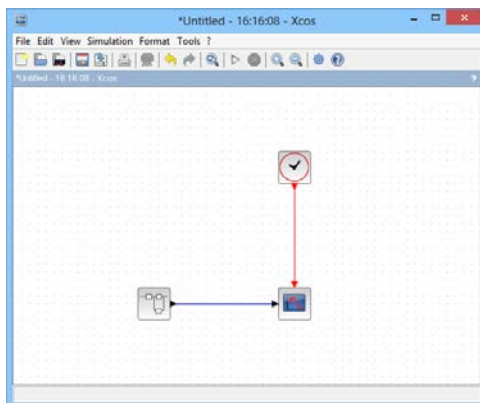 *Untitled - 16:16:08 - Xcos
File Edit View Simulation Format Tools ?
*Untitled - 16:16:08 - Xcos ?